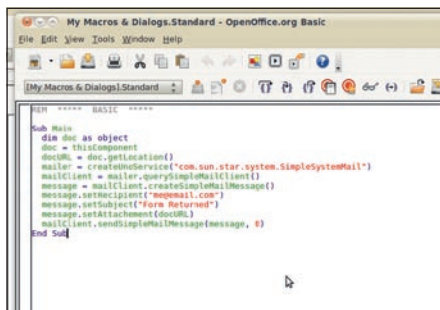 My Macros & Dialogs.Standard - OpenOffice.org Basic
File Edit View Tools Window Help
[My Macros & Dialogs].Standard
REM ***** BASIC *****
Sub Main
dim doc as object
doc = thisComponent
docURL = doc.getLocation()
mailer = createUnoService("com.sun.star.system.SimpleSystemMail")
mailClient = mailer.querySimpleMailClient()
message = mailClient.createSimpleMailMessage()
message.setRecipient("me@email.com")
message.setSubject("Form Returned")
message.setAttachement(docURL)
mailClient.sendSimpleMailMessage(message, 0)
End Sub